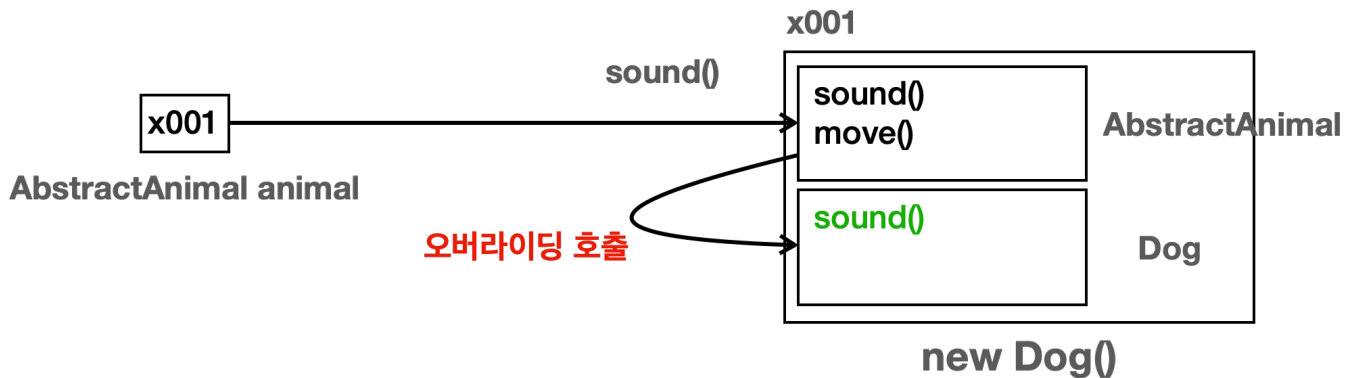 x001
sound()
sound()
move()
AbstractAnimal
x001
AbstractAnimal animal
sound()
오버라이딩 호출
Dog
new Dog()